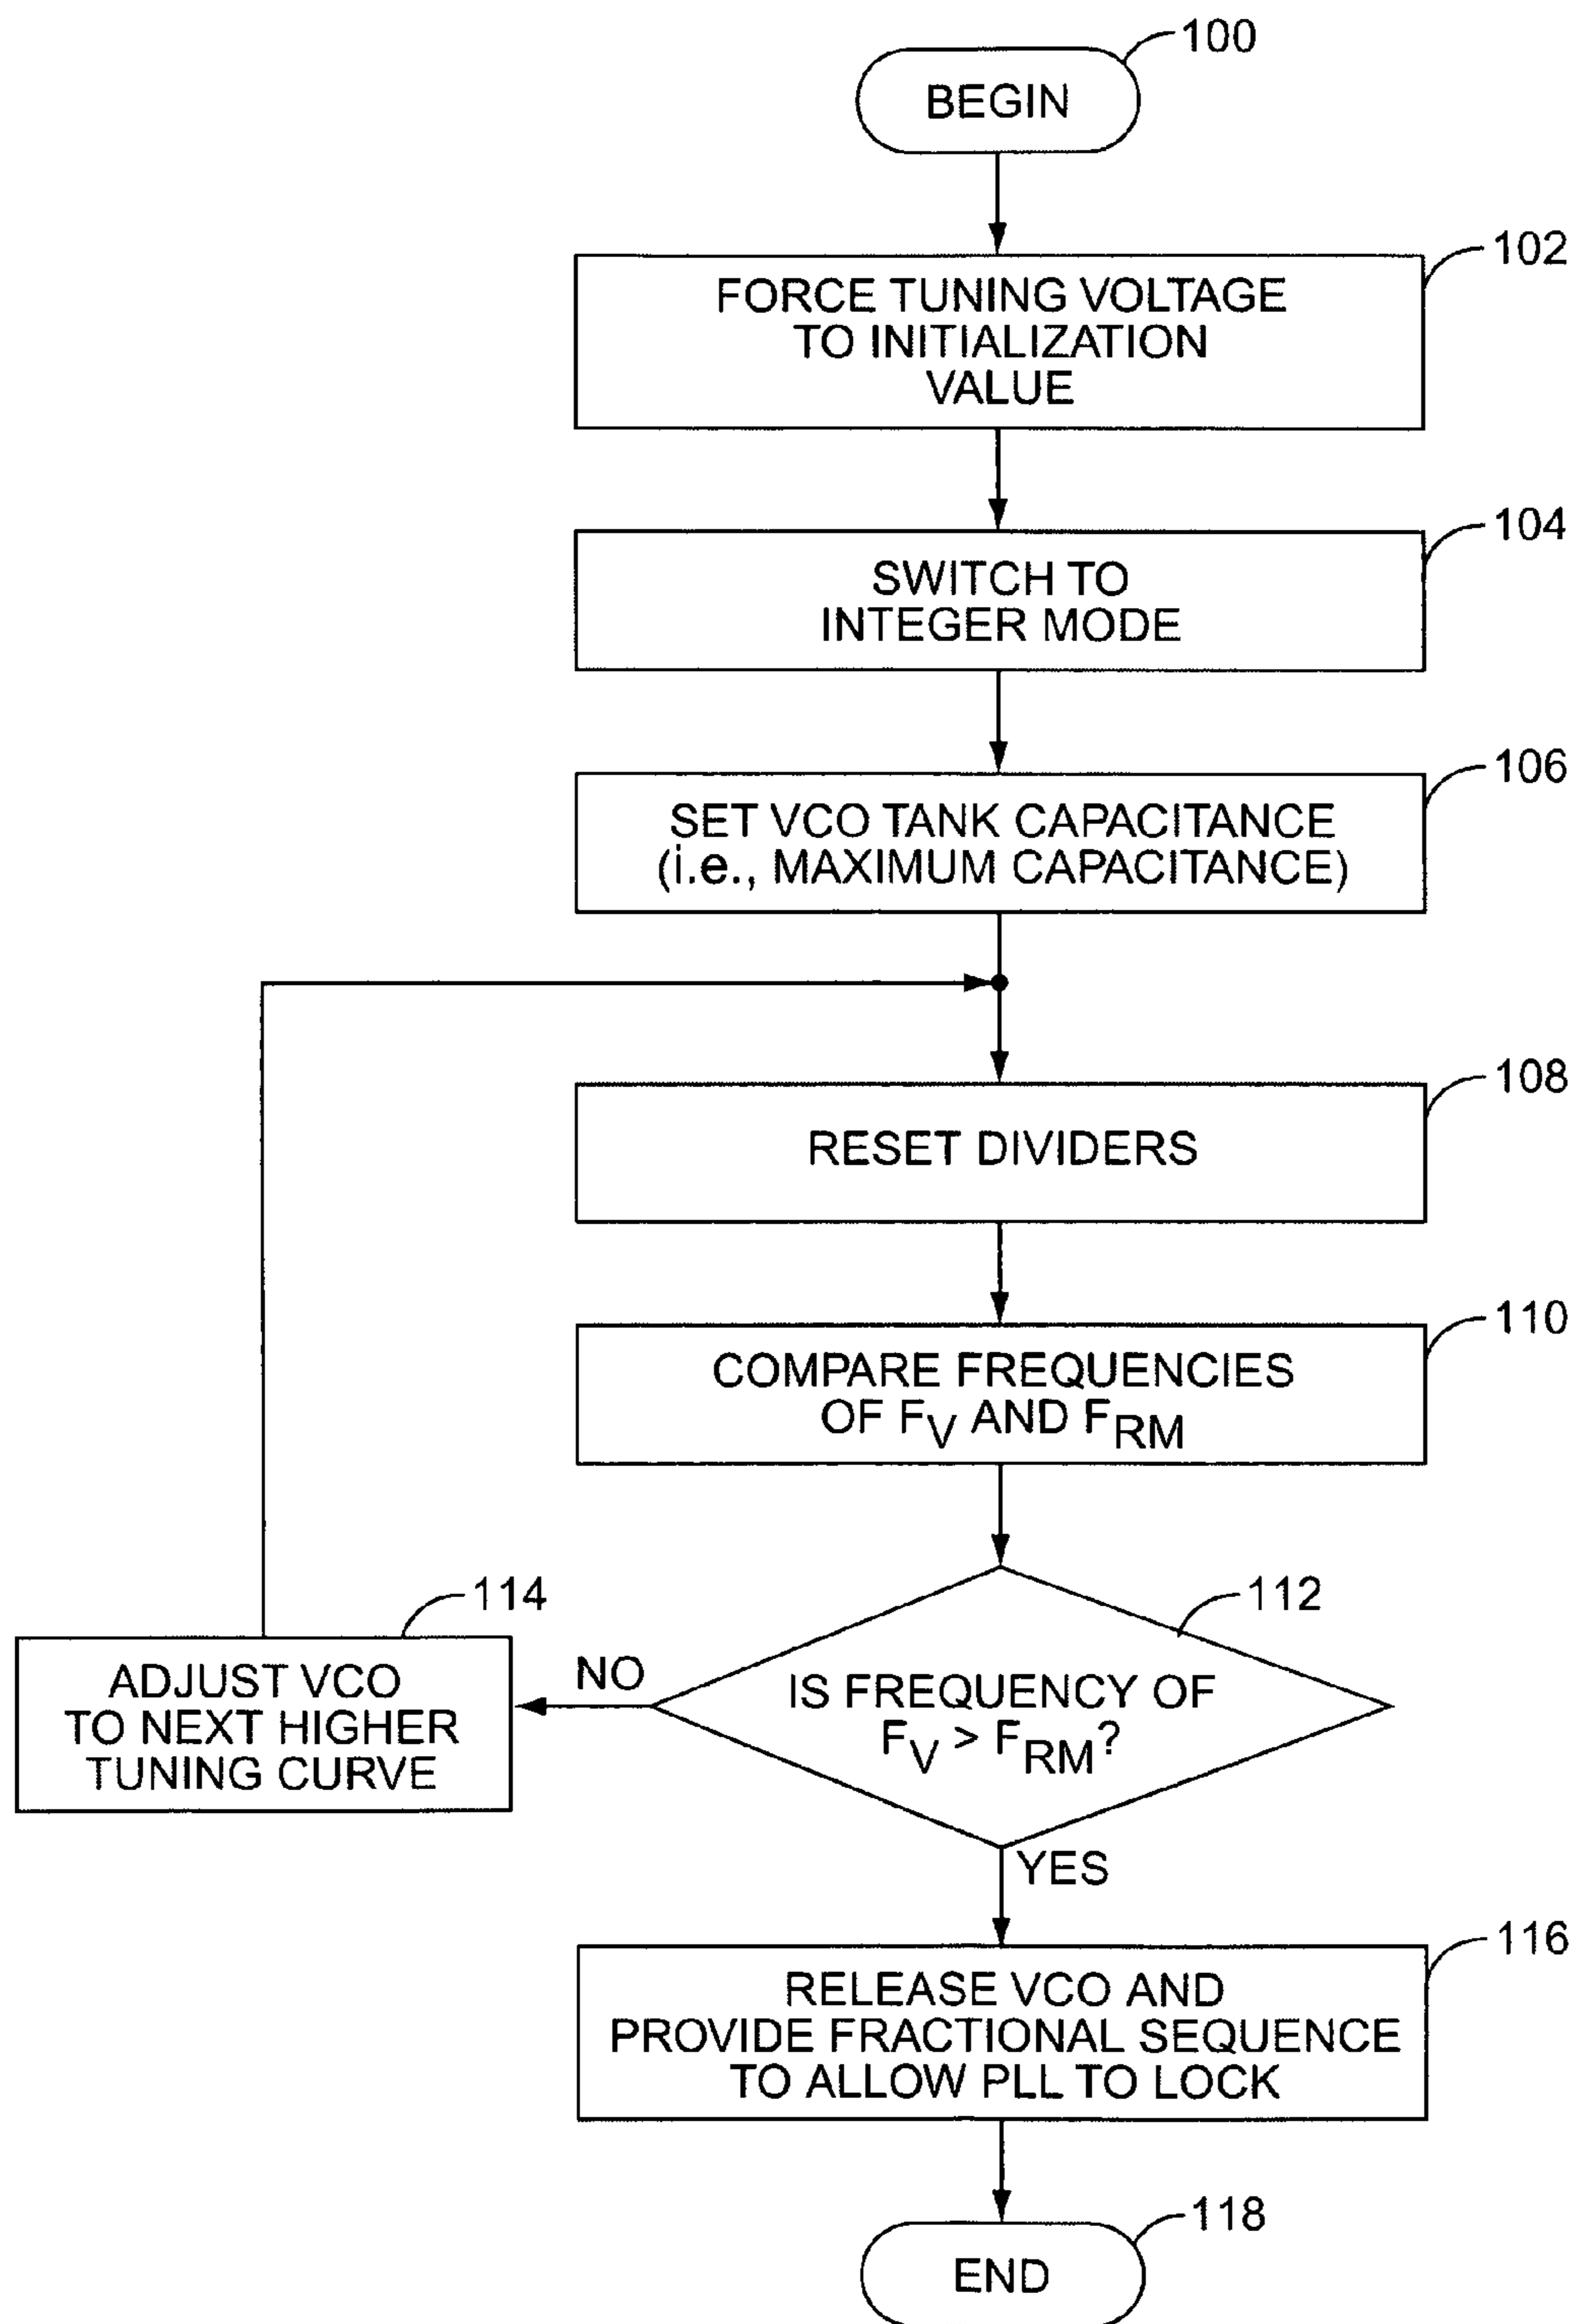 100
BEGIN
102
FORCE TUNING VOLTAGE
TO INITIALIZATION
VALUE
104
SWITCH TO
INTEGER MODE
106
SET VCO TANK CAPACITANCE
(i.e., MAXIMUM CAPACITANCE)
108
RESET DIVIDERS
110
COMPARE FREQUENCIES
OF FV AND FRM
112
IS FREQUENCY OF
FV > FRM?
NO
114
ADJUST VCO
TO NEXT HIGHER
TUNING CURVE
YES
116
RELEASE VCO AND
PROVIDE FRACTIONAL SEQUENCE
TO ALLOW PLL TO LOCK
118
END